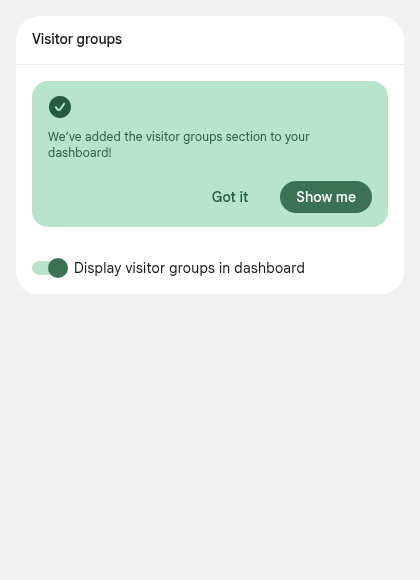 Visitor groups
We’ve added the visitor groups section to your
dashboard!
Got it
Show me
Display visitor groups in dashboard